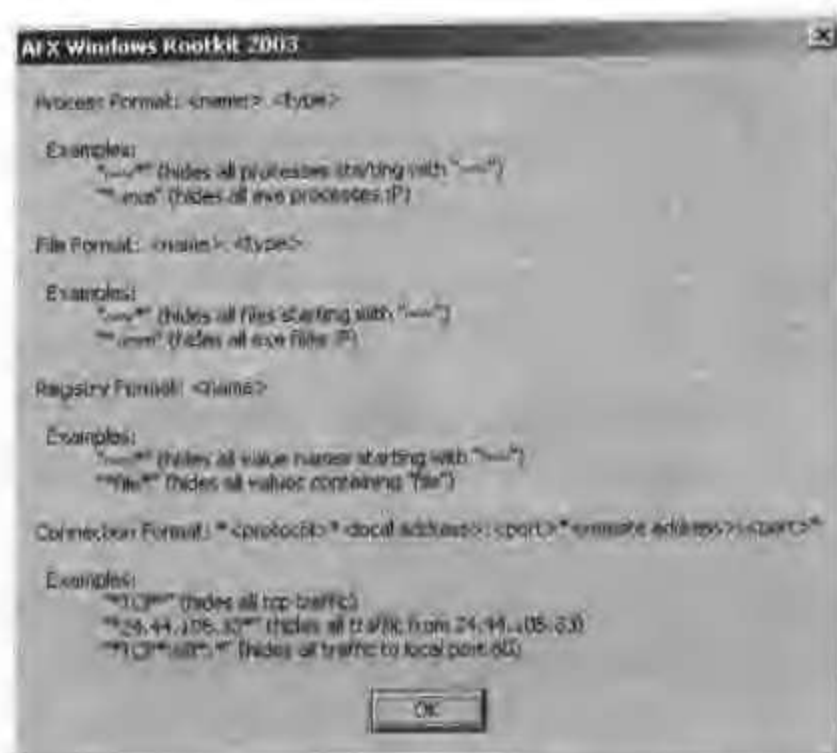 AFX Windows Rootkit 2003
Process Format: <name>.<type>
Examples:
(hides all processes starting with
"*.exe" (hides all exe processes :P)
File Format: <name>.<type>
Examples:
(hides all files starting with
"*.exe" (hides all exe files :P)
Registry Format: <name>
Examples:
(hides all value names starting with
"*file*" (hides all values containing "file")
Connection Format: *<protocol>*<local address>:<port>*<remote address>:<port>*
Examples:
"*TCP*" (hides all tcp traffic)
(hides all traffic from
(hides all traffic to local port
OK